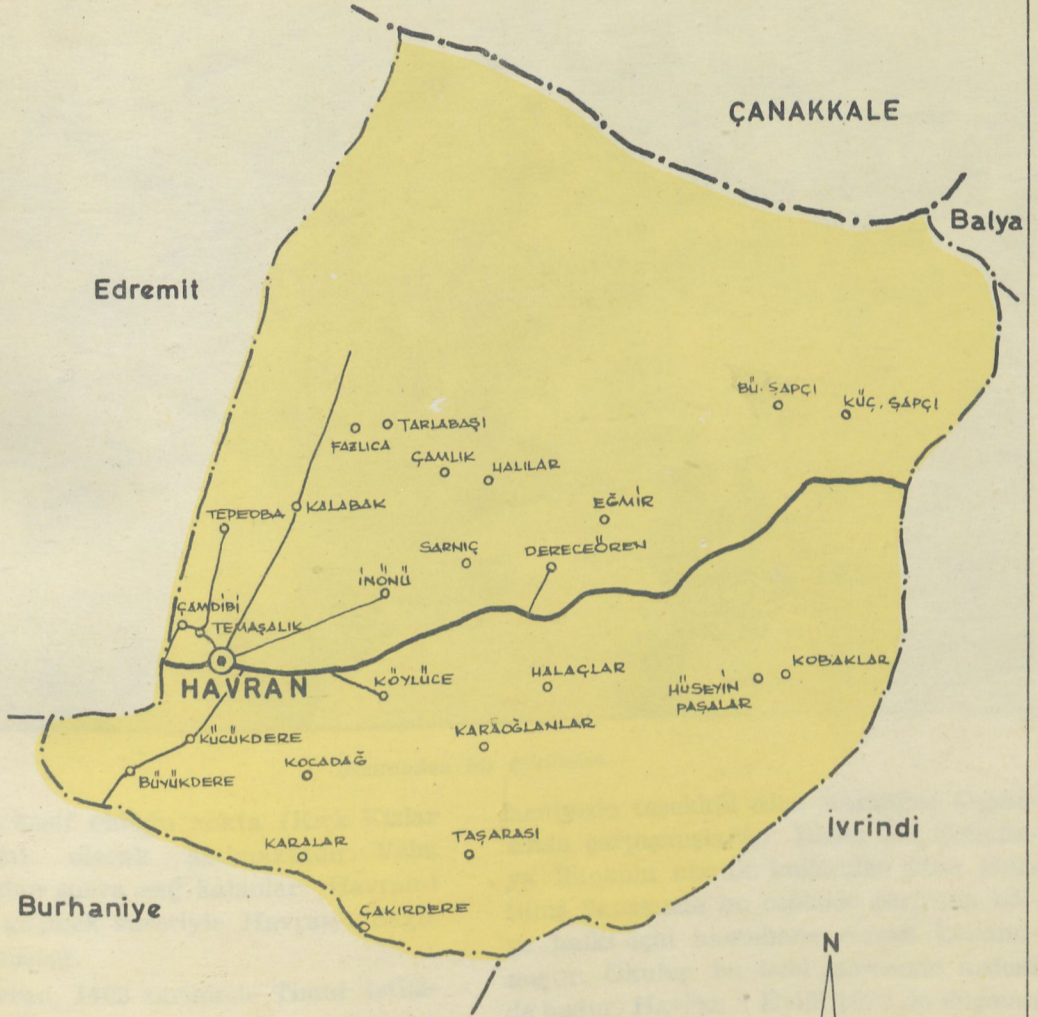 ÇANAKKALE
Balya
Edremit
BÜ. ŞAPÇI
KÜÇ. ŞAPÇI
TARLABAŞI
FAZLICA
ÇAMLIK
HALILAR
KALABAK
TEPEOBA
EĞMİR
SARNIÇ
DERECEÖREN
İNÖNÜ
ÇAMDİBİ
TEMAŞALIK
HAVRAN
KÖYLÜCE
HALAÇLAR
KOBAKLAR
HÜSEYİN
PAŞALAR
KARAOĞLANLAR
KÜCÜKDERE
BÜYÜKDERE
KOCADAĞ
TAŞARASI
İvrindi
KARALAR
Burhaniye
ÇAKIRDERE
N